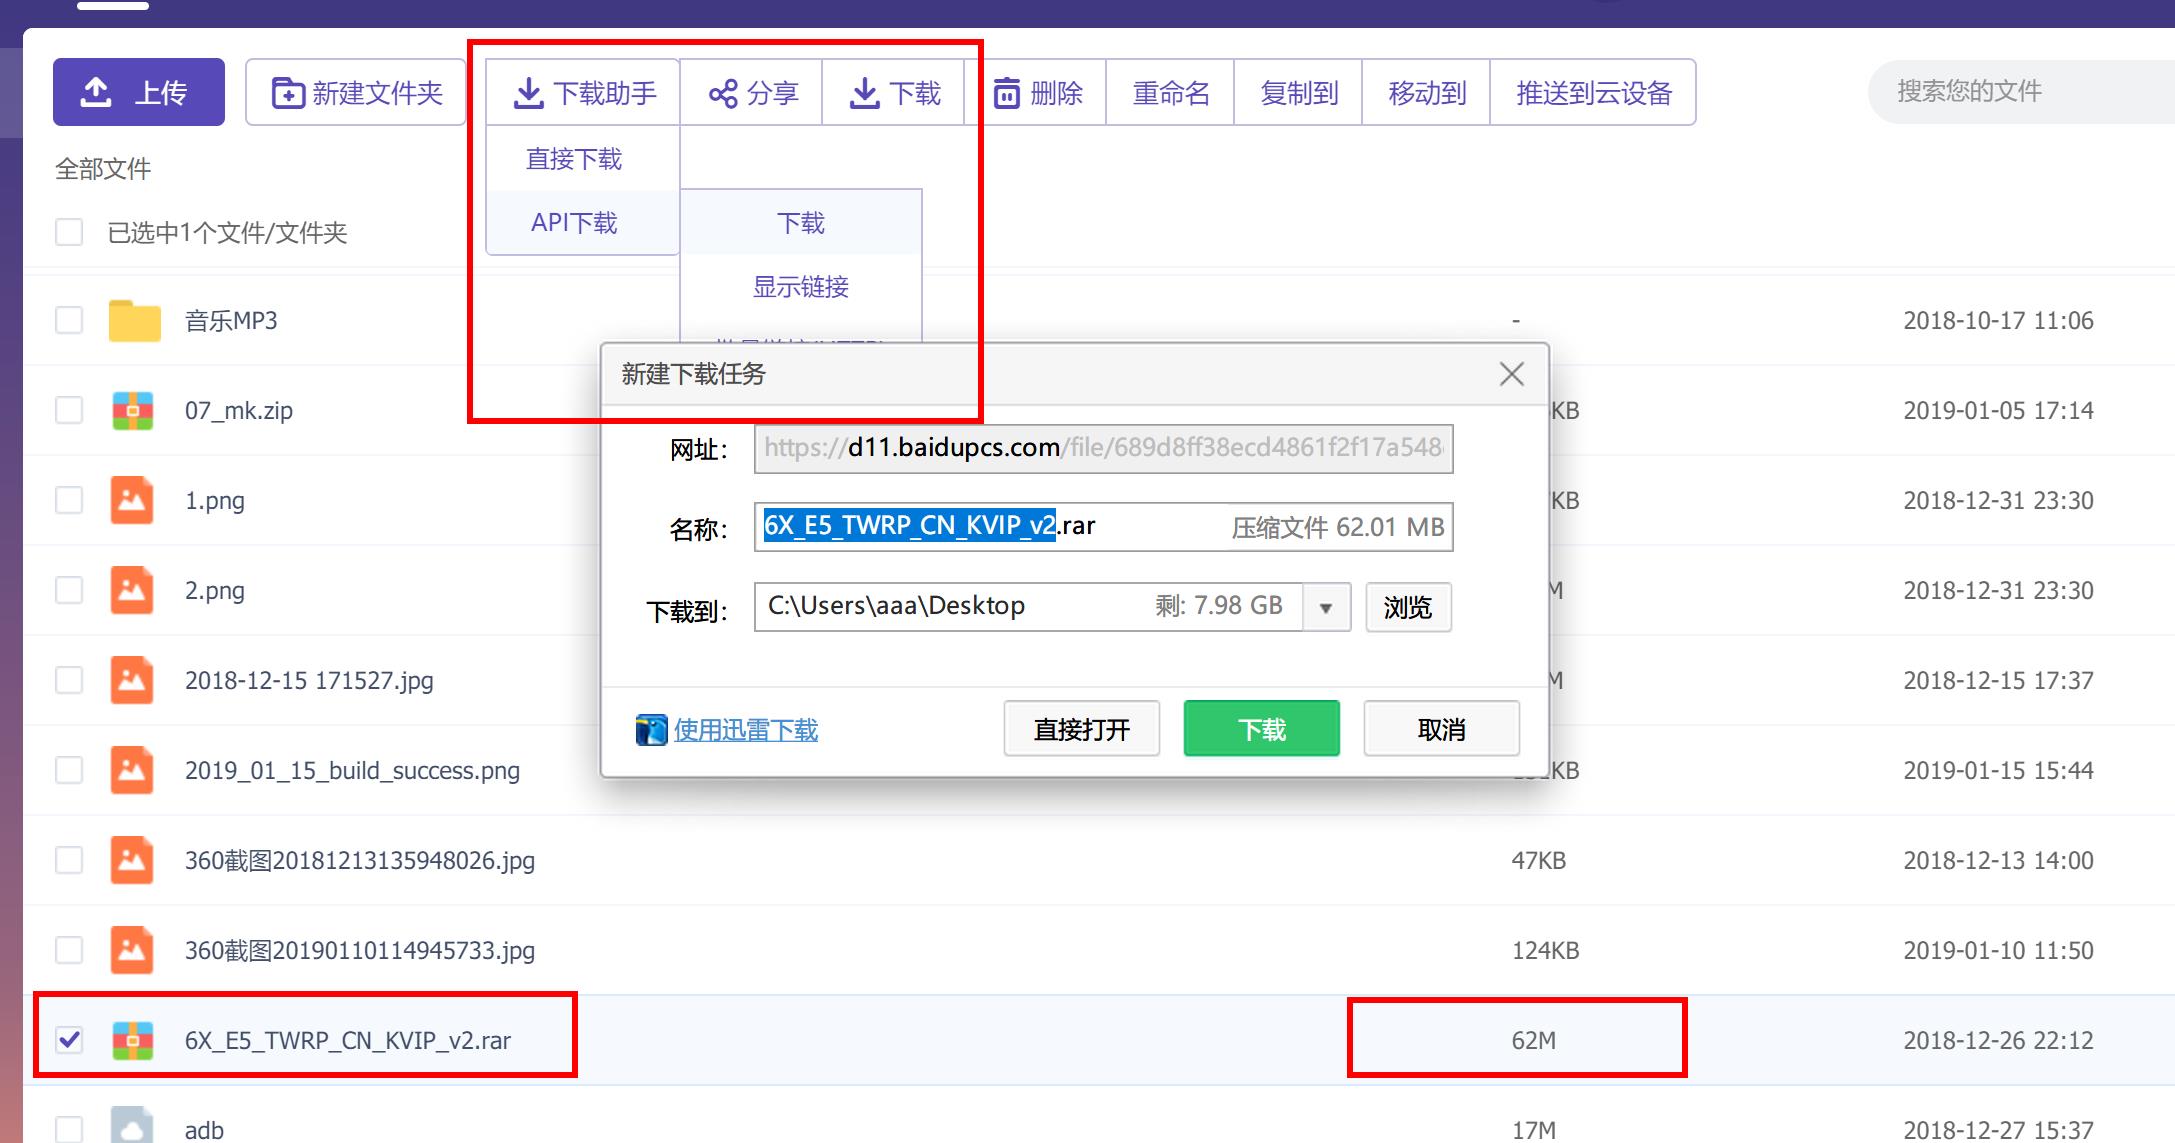 上传
新建文件夹
下载助手
分享
下载
删除
重命名
复制到
移动到
推送到云设备
搜索您的文件
直接下载
全部文件
API下载
下载
已选中1个文件/文件夹
显示链接
音乐MP3
-
2018-10-17 11:06
新建下载任务
07_mk.zip
KB
2019-01-05 17:14
网址：
https://d11.baidupcs.com/file/689d8ff38ecd4861f2f17a548
1.png
KB
2018-12-31 23:30
名称：
6X_E5_TWRP_CN_KVIP_v2.rar
压缩文件 62.01 MB
2.png
M
2018-12-31 23:30
下载到：
C:\Users\aaa\Desktop
剩: 7.98 GB
浏览
2018-12-15 171527.jpg
M
2018-12-15 17:37
使用迅雷下载
直接打开
下载
取消
2019_01_15_build_success.png
KB
2019-01-15 15:44
360截图20181213135948026.jpg
47KB
2018-12-13 14:00
360截图20190110114945733.jpg
124KB
2019-01-10 11:50
6X_E5_TWRP_CN_KVIP_v2.rar
62M
2018-12-26 22:12
adb
17M
2018-12-27 15:37